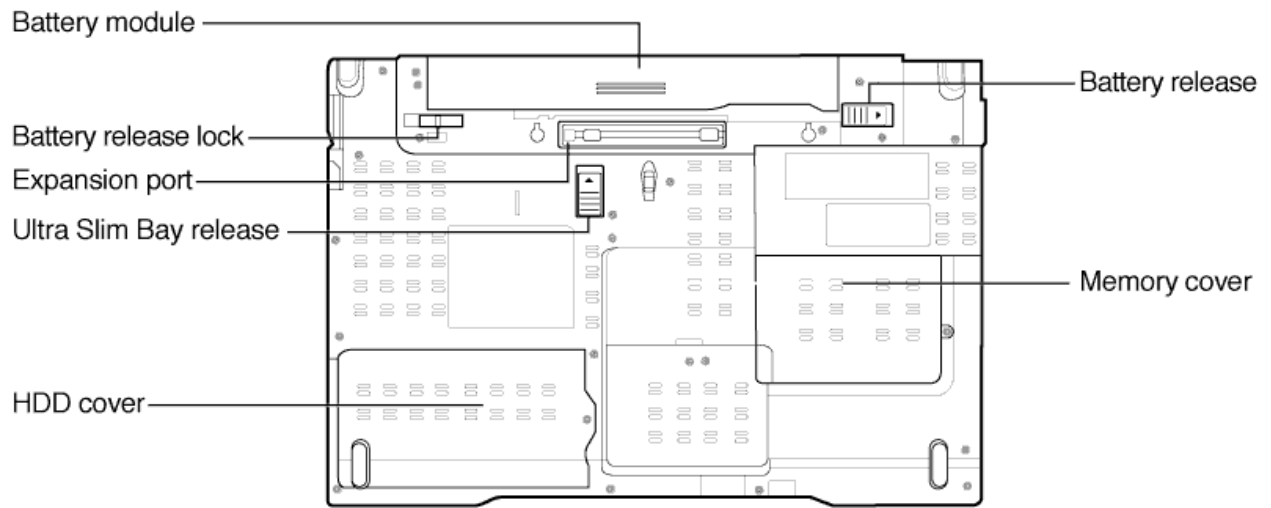 Battery module
Battery release
Battery release lock
Expansion port
Ultra Slim Bay release
Memory cover
HDD cover